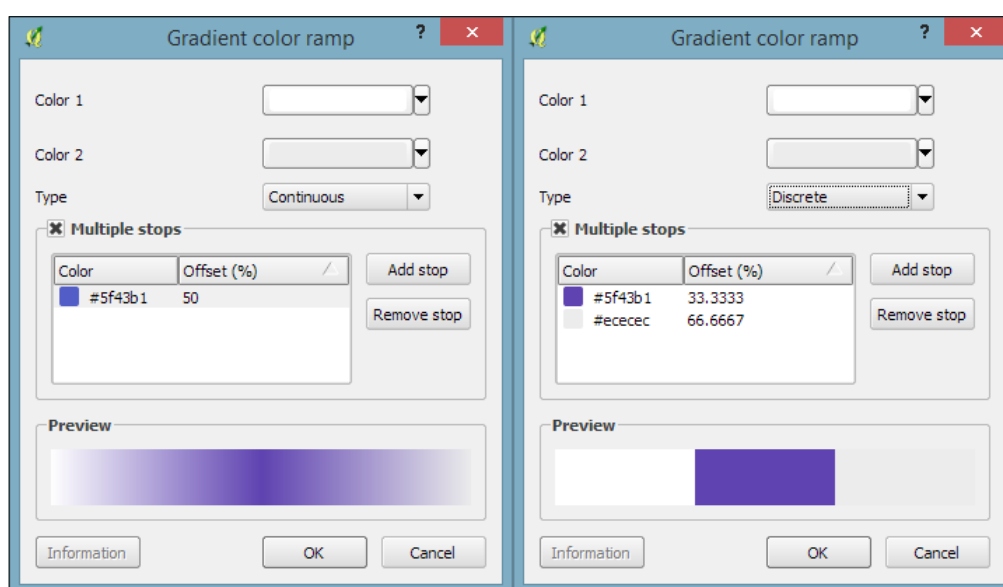 Gradient color ramp ? ×
Color 1
Color 2
Type Continuous
Multiple stops
Color Offset (%)
#5f43b1 50
Add stop
Remove stop
Preview
Information OK Cancel
Gradient color ramp ? ×
Color 1
Color 2
Type Discrete
Multiple stops
Color Offset (%)
#5f43b1 33.3333
#ececec 66.6667
Add stop
Remove stop
Preview
Information OK Cancel